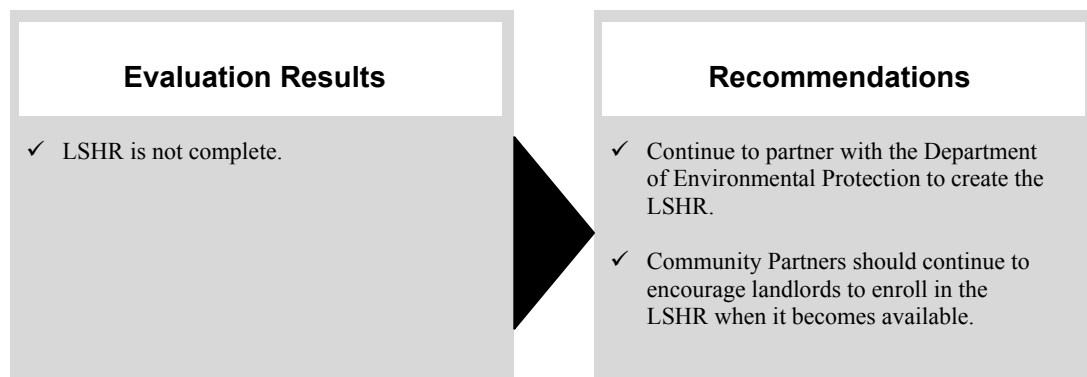 Evaluation Results
✓ LSHR is not complete.
Recommendations
✓ Continue to partner with the Department
of Environmental Protection to create the
LSHR.
✓ Community Partners should continue to
encourage landlords to enroll in the
LSHR when it becomes available.